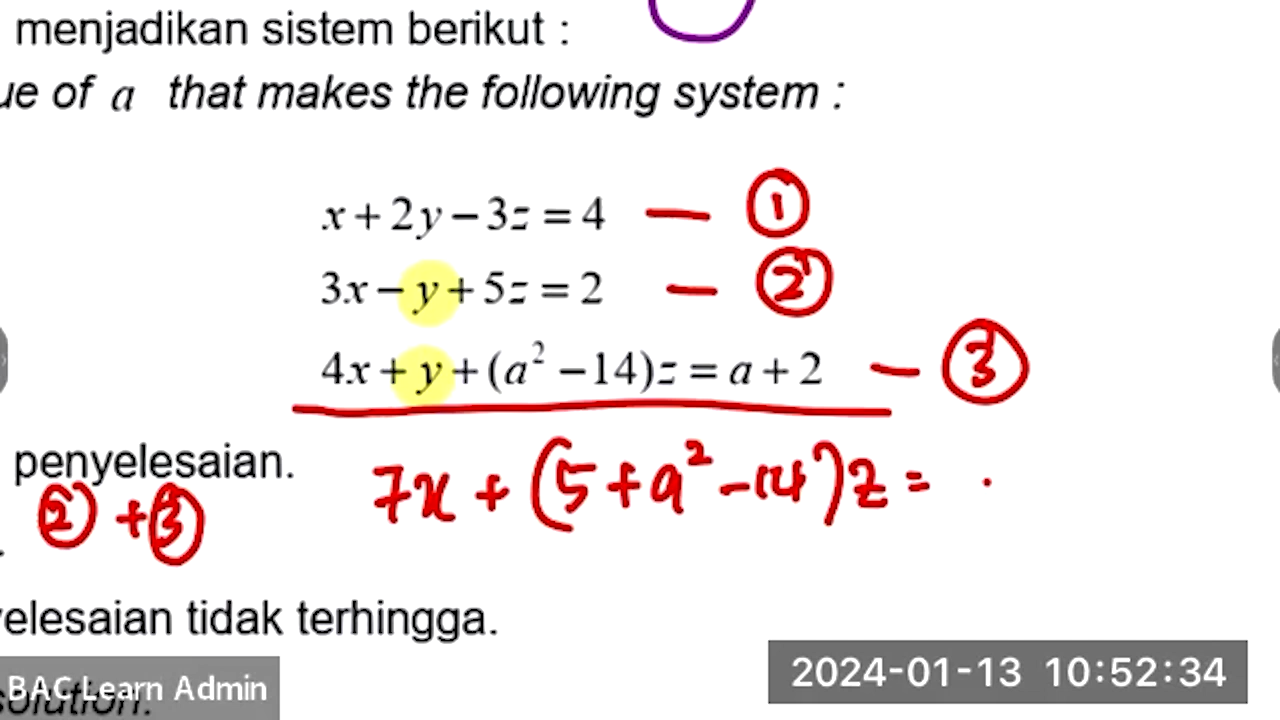 menjadikan sistem berikut :
ue of a that makes the following system :
x + 2y − 3z = 4 — ①
3x − y + 5z = 2 — ②
4x + y + (a² − 14)z = a + 2 — ③
penyelesaian.
7x + (5 + a² − 14)z = .
② + ③
yelesaian tidak terhingga.
solution.
BAC Learn Admin
2024-01-13 10:52:34